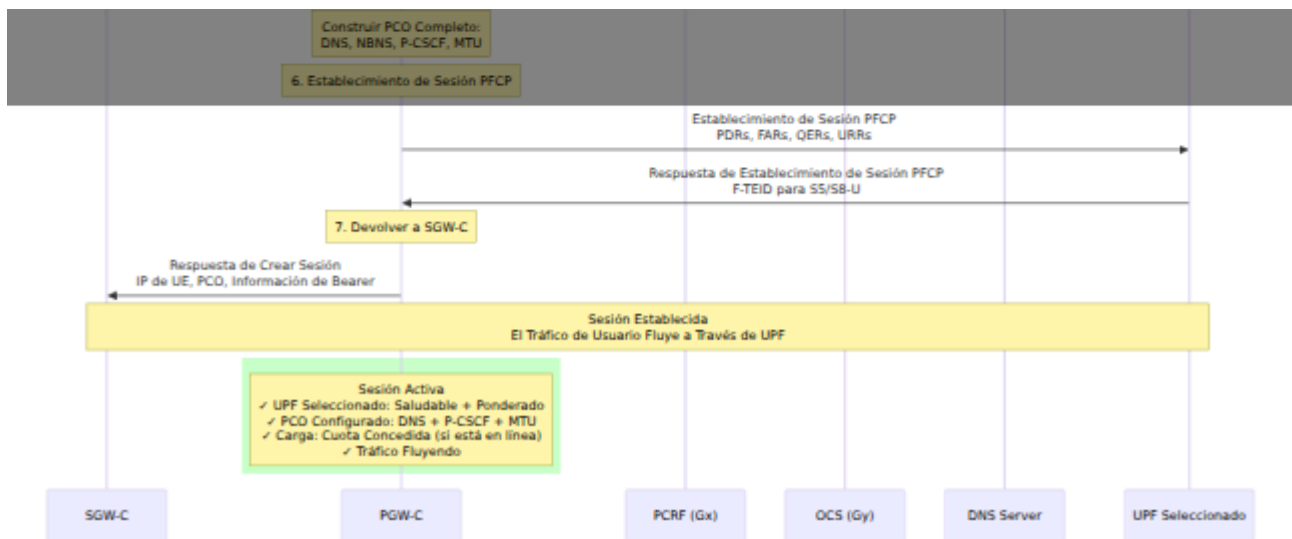 Construir PCO Completo:
DNS, NBNS, P-CSCF, MTU
6. Establecimiento de Sesión PFCP
Establecimiento de Sesión PFCP
PDRs, FARs, QERs, URRs
Respuesta de Establecimiento de Sesión PFCP
F-TEID para S5/S8-U
7. Devolver a SGW-C
Respuesta de Crear Sesión
IP de UE, PCO, Información de Bearer
Sesión Establecida
El Tráfico de Usuario Fluye a Través de UPF
Sesión Activa
✓ UPF Seleccionado: Saludable + Ponderado
✓ PCO Configurado: DNS + P-CSCF + MTU
✓ Carga: Cuota Concedida (si está en línea)
✓ Tráfico Fluyendo
SGW-C
PGW-C
PCRF (Gx)
OCS (Gy)
DNS Server
UPF Seleccionado